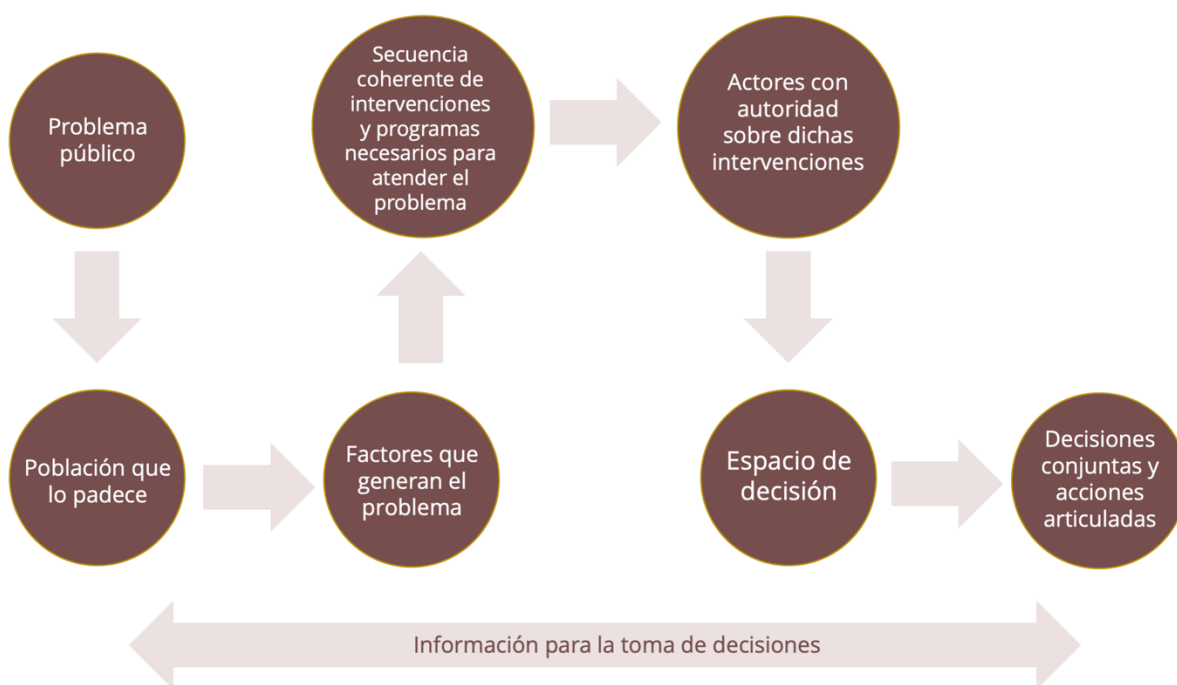 Problema
público
Población que
lo padece
Factores que
generan el
problema
Secuencia
coherente de
intervenciones
y programas
necesarios para
atender el
problema
Actores con
autoridad
sobre dichas
intervenciones
Espacio de
decisión
Decisiones
conjuntas y
acciones
articuladas
Información para la toma de decisiones